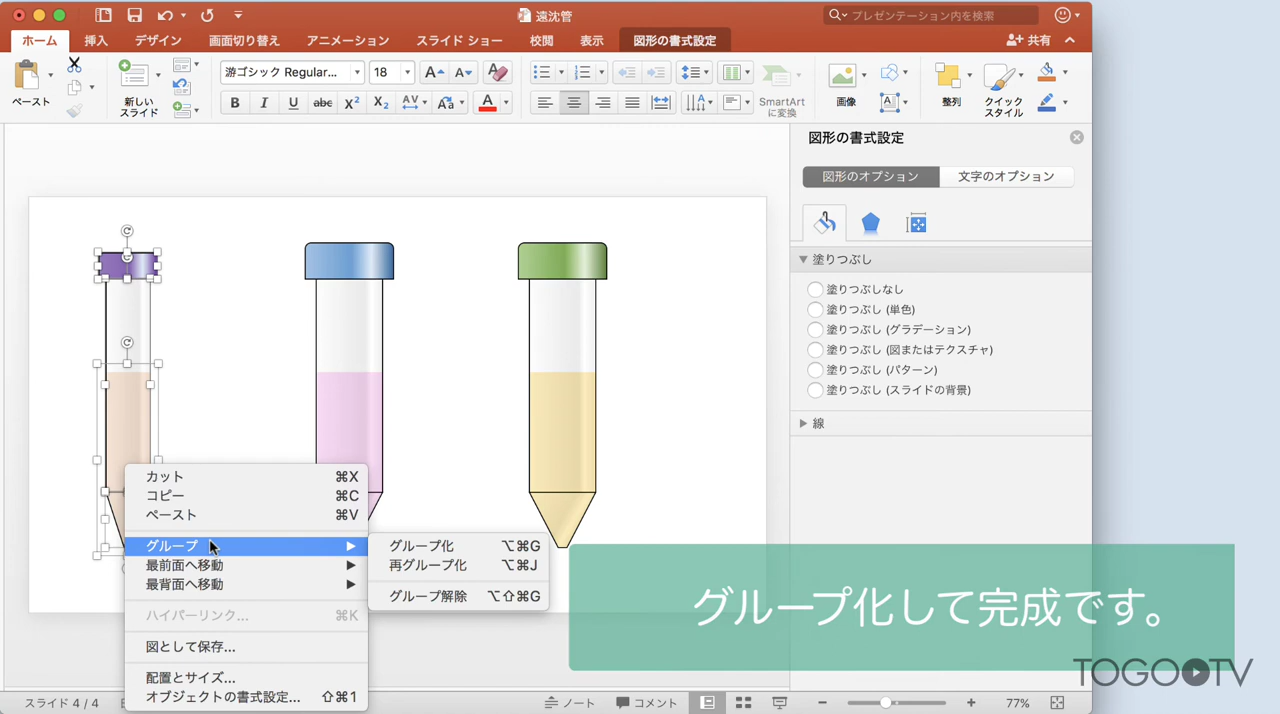 遠沈管
プレゼンテーション内を検索
ホーム 挿入 デザイン 画面切り替え アニメーション スライド ショー 校閲 表示 図形の書式設定 共有
ペースト
新しい
スライド
游ゴシック Regular... 18
B I U abc X² X₂ AV Aa A
SmartArt
に変換
画像
整列
クイック
スタイル
図形の書式設定
図形のオプション 文字のオプション
塗りつぶし
塗りつぶしなし
塗りつぶし (単色)
塗りつぶし (グラデーション)
塗りつぶし (図またはテクスチャ)
塗りつぶし (パターン)
塗りつぶし (スライドの背景)
線
カット ⌘X
コピー ⌘C
ペースト ⌘V
グループ
最前面へ移動
最背面へ移動
ハイパーリンク... ⌘K
図として保存...
配置とサイズ...
オブジェクトの書式設定... ⇧⌘1
グループ化 ⌥⌘G
再グループ化 ⌥⌘J
グループ解除 ⌥⇧⌘G
グループ化して完成です。
TOGO TV
スライド 4 / 4
ノート コメント 77%